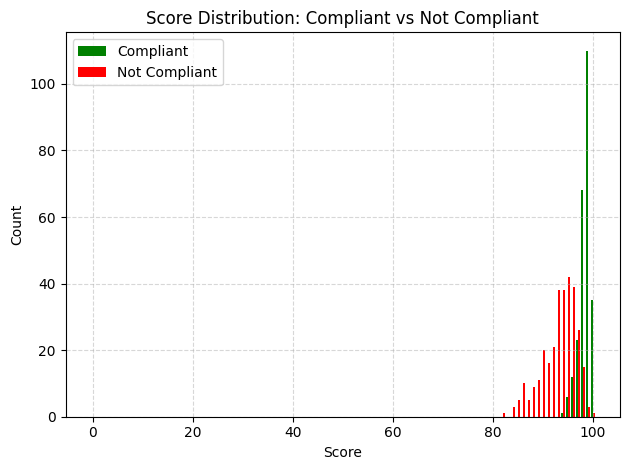 Score Distribution: Compliant vs Not Compliant
Compliant
Not Compliant
Count
100
80
60
40
20
0
0 20 40 60 80 100
Score